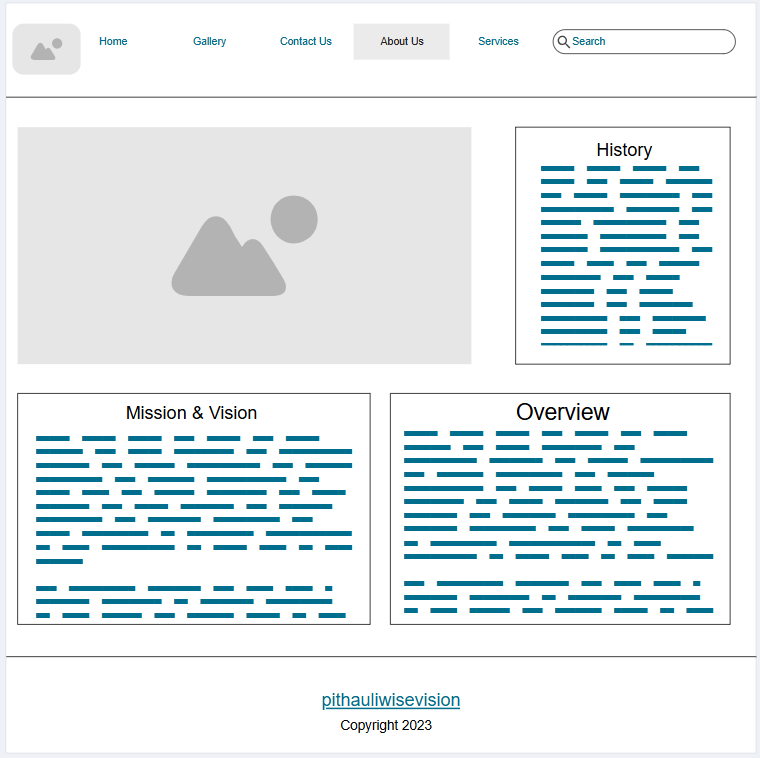 Home
Gallery
Contact Us
About Us
Services
Search
History
Mission & Vision
Overview
pithauliwisevision
Copyright 2023